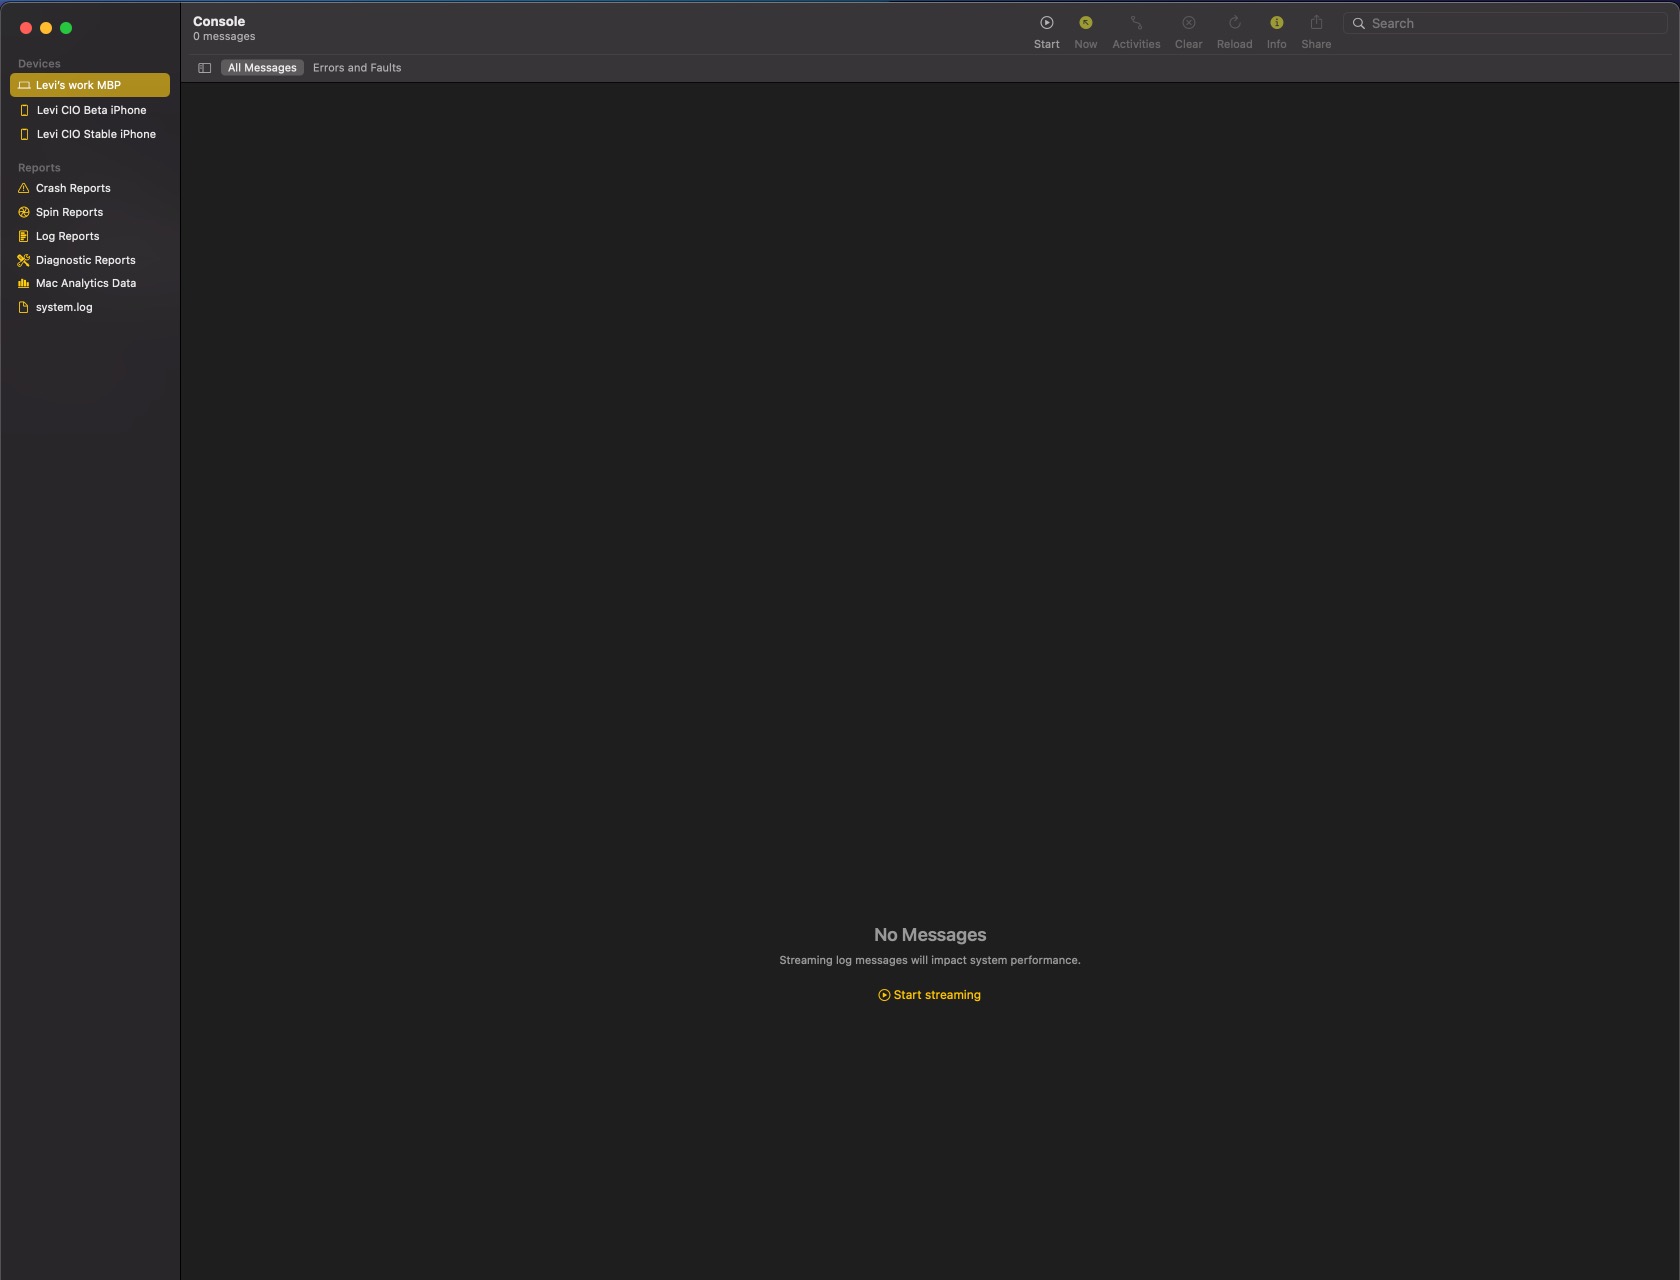 Console
0 messages
Start
Now
Activities
Clear
Reload
Info
Share
Search
All Messages
Errors and Faults
Devices
Levi's work MBP
Levi CIO Beta iPhone
Levi CIO Stable iPhone
Reports
Crash Reports
Spin Reports
Log Reports
Diagnostic Reports
Mac Analytics Data
system.log
No Messages
Streaming log messages will impact system performance.
Start streaming